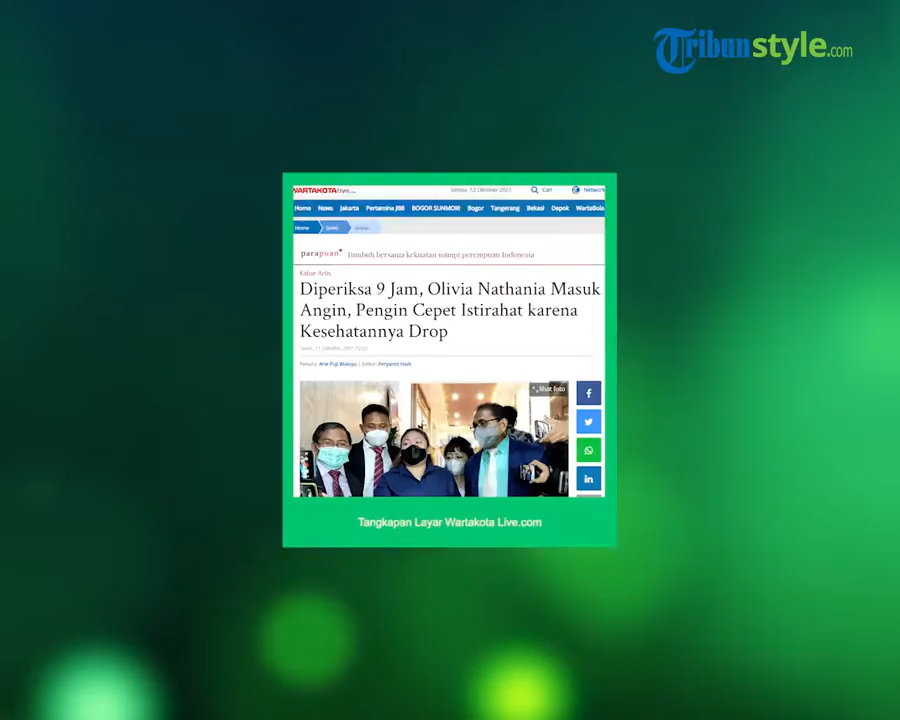 Tribunstyle.com
WARTAKOTAlive.com
Selasa, 12 Oktober 2021
Cari
Network
Home News Jakarta Pertamina JBB BOGOR SUNMORI Bogor Tangerang Bekasi Depok WartaBola
Home Seleb
parapuan Tumbuh bersama kekuatan mimpi perempuan Indonesia
Kabar Artis
Diperiksa 9 Jam, Olivia Nathania Masuk
Angin, Pengin Cepet Istirahat karena
Kesehatannya Drop
Penulis: Arie Puji Waluyo | Editor: Feryanto Hadi
lihat foto
Tangkapan Layar Wartakota Live.com